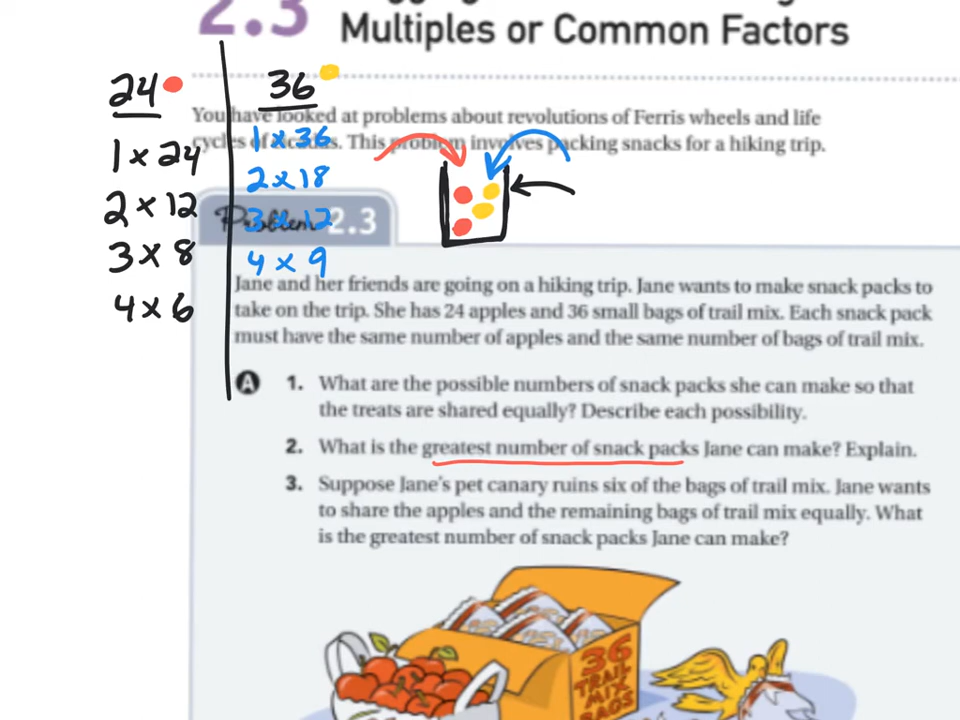 2.3
Multiples or Common Factors
24
36
You have looked at problems about revolutions of Ferris wheels and life
cycles of cicadas. This problem involves packing snacks for a hiking trip.
1 x 24
2 x 12
3 x 8
4 x 6
1 x 36
2 x 18
3 x 12
4 x 9
Problem 2.3
Jane and her friends are going on a hiking trip. Jane wants to make snack packs to
take on the trip. She has 24 apples and 36 small bags of trail mix. Each snack pack
must have the same number of apples and the same number of bags of trail mix.
A 1. What are the possible numbers of snack packs she can make so that
the treats are shared equally? Describe each possibility.
2. What is the greatest number of snack packs Jane can make? Explain.
3. Suppose Jane's pet canary ruins six of the bags of trail mix. Jane wants
to share the apples and the remaining bags of trail mix equally. What
is the greatest number of snack packs Jane can make?
36
TRAIL
MIX
BAGS